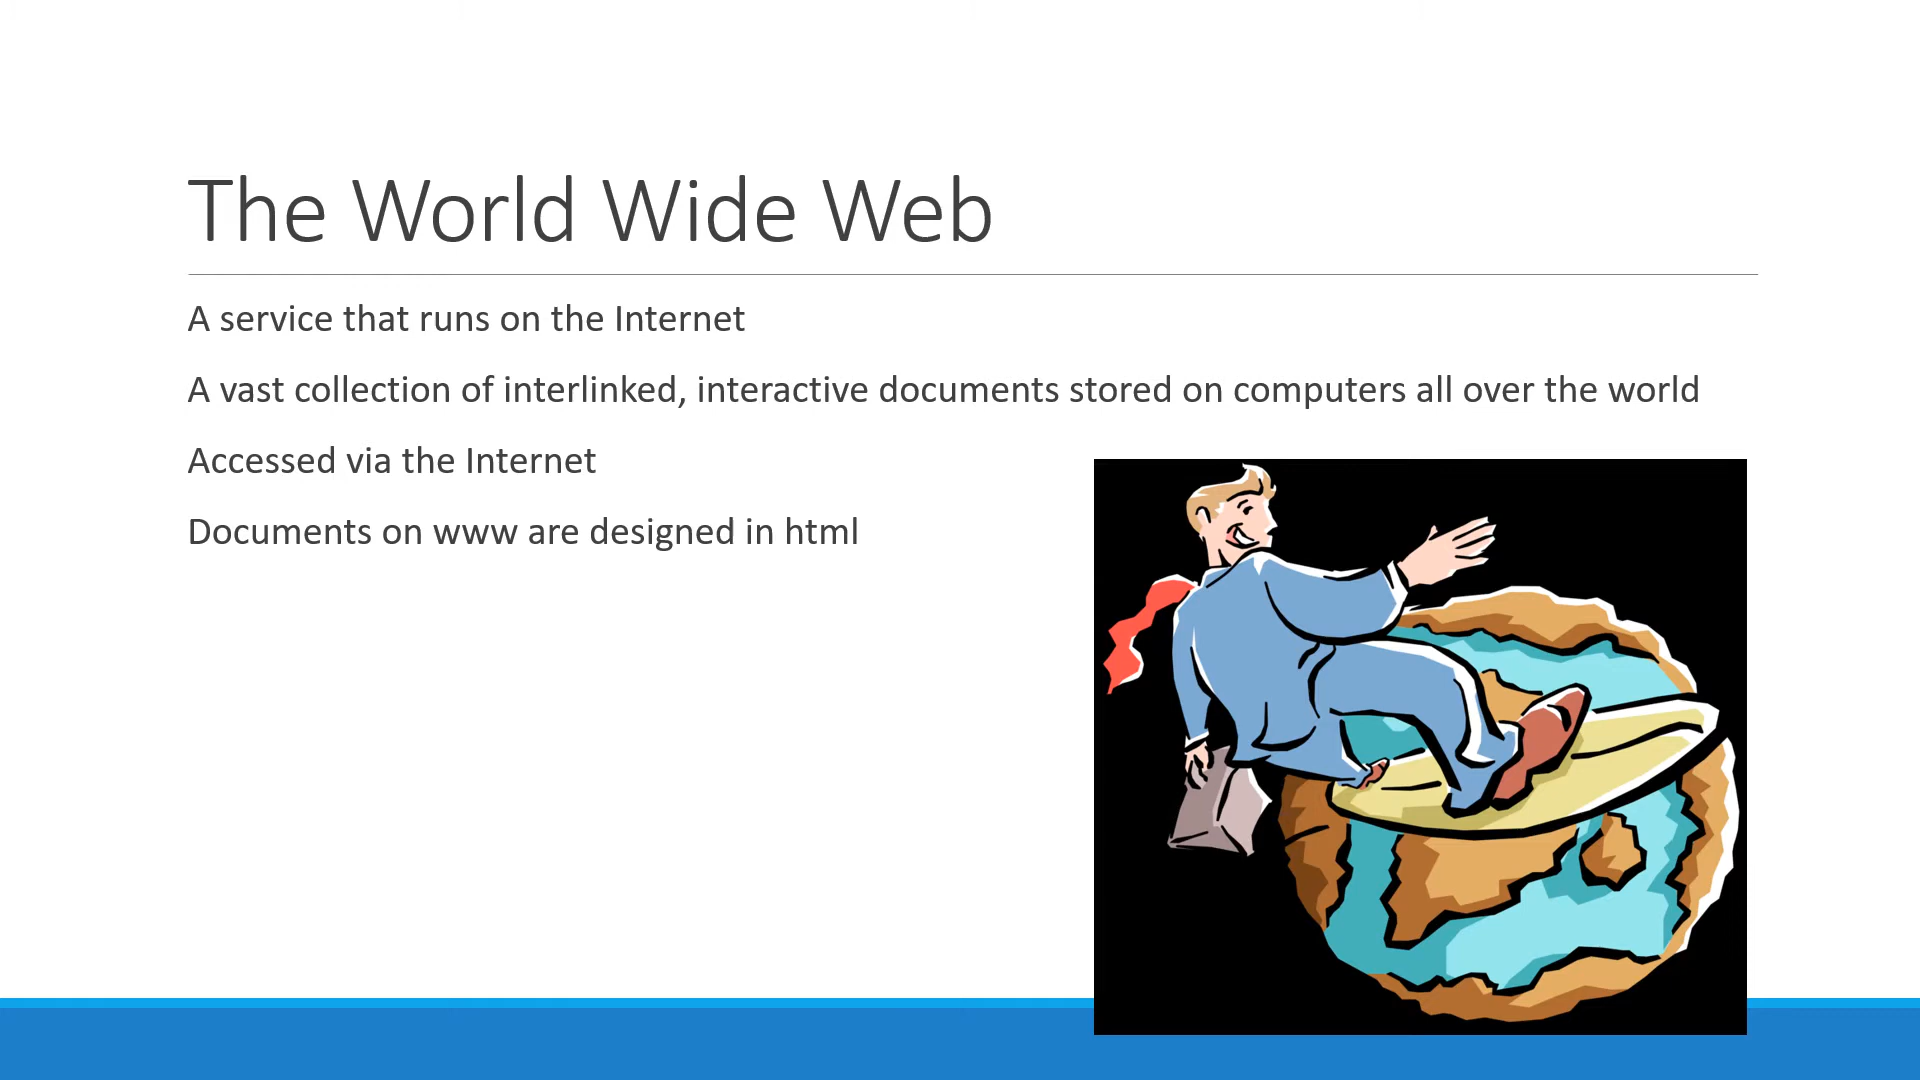 The World Wide Web
A service that runs on the Internet
A vast collection of interlinked, interactive documents stored on computers all over the world
Accessed via the Internet
Documents on www are designed in html